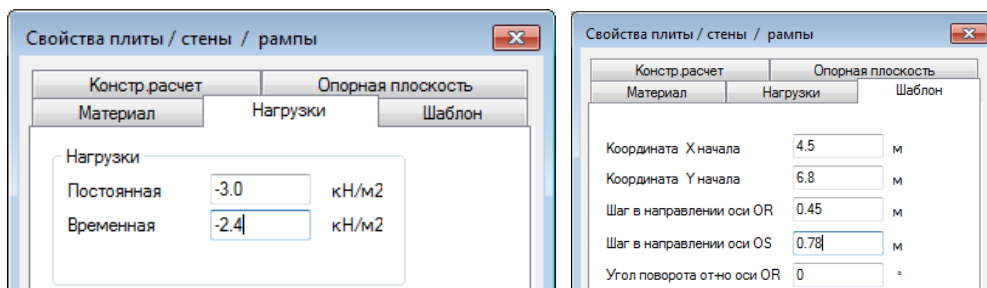 Свойства плиты / стены / рампы
Констр.расчет Опорная плоскость
Материал Нагрузки Шаблон
Нагрузки
Постоянная -3.0 кН/м2
Временная -2.4 кН/м2
Свойства плиты / стены / рампы
Констр.расчет Опорная плоскость
Материал Нагрузки Шаблон
Координата X начала 4.5 м
Координата Y начала 6.8 м
Шаг в направлении оси OR 0.45 м
Шаг в направлении оси OS 0.78 м
Угол поворота отн­о оси OR 0 °